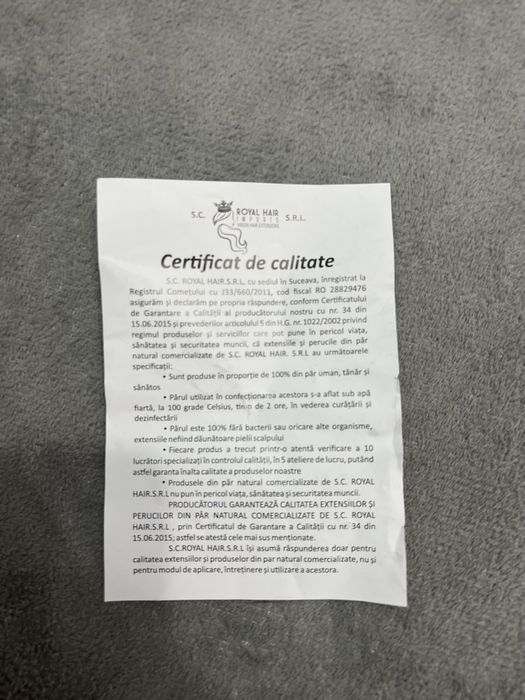 S.C. ROYAL HAIR S.R.L.
IMPORTS
VIRGIN HAIR EXTENSIONS
Certificat de calitate
S.C. ROYAL HAIR.S.R.L, cu sediul în Suceava, înregistrat la
Registrul Comețului cu J33/660/2011, cod fiscal RO 28829476
asigurăm și declarăm pe propria răspundere, conform Certificatului
de Garantare a Calității al producătorului nostru cu nr. 34 din
15.06.2015 și prevederilor articolului 5 din H.G. nr. 1022/2002 privind
regimul produselor și serviciilor care pot pune în pericol viața,
sănătatea și securitatea muncii, că extensiile și perucile din păr
natural comercializate de S.C. ROYAL HAIR. S.R.L au următoarele
specificații:
• Sunt produse în proporție de 100% din păr uman, tânăr și
sănătos
• Părul utilizat în confecționarea acestora s-a aflat sub apă
fiartă, la 100 grade Celsius, timp de 2 ore, în vederea curățării și
dezinfectării
• Părul este 100% fără bacterii sau oricare alte organisme,
extensiile nefiind dăunătoare pielii scalpului
• Fiecare produs a trecut printr-o atentă verificare a 10
lucrători specializați în controlul calității, în 5 ateliere de lucru, putând
astfel garanta înalta calitate a produselor noastre
• Produsele din păr natural comercializate de S.C. ROYAL
HAIR.S.R.L nu pun în pericol viața, sănătatea și securitatea muncii.
PRODUCĂTORUL GARANTEAZĂ CALITATEA EXTENSIILOR ȘI
PERUCILOR DIN PĂR NATURAL COMERCIALIZATE DE S.C. ROYAL
HAIR.S.R.L , prin Certificatul de Garantare a Calității cu nr. 34 din
15.06.2015; astfel se atestă cele mai sus menționate.
S.C.ROYAL HAIR.S.R.L își asumă răspunderea doar pentru
calitatea extensiilor și produselor din par natural comercializate, nu și
pentru modul de aplicare, întreținere și utilizare a acestora.